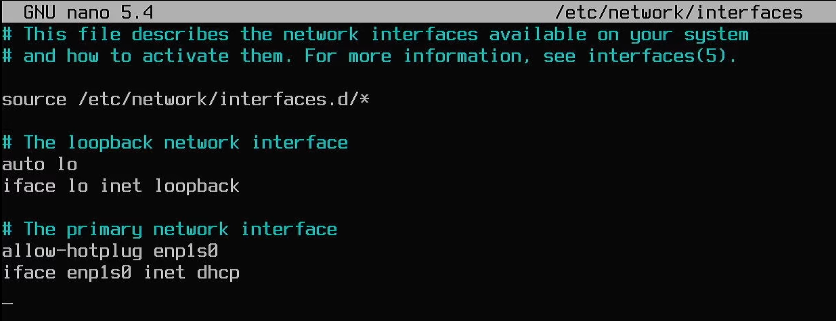 GNU nano 5.4 /etc/network/interfaces
# This file describes the network interfaces available on your system
# and how to activate them. For more information, see interfaces(5).
source /etc/network/interfaces.d/*
# The loopback network interface
auto lo
iface lo inet loopback
# The primary network interface
allow-hotplug enp1s0
iface enp1s0 inet dhcp